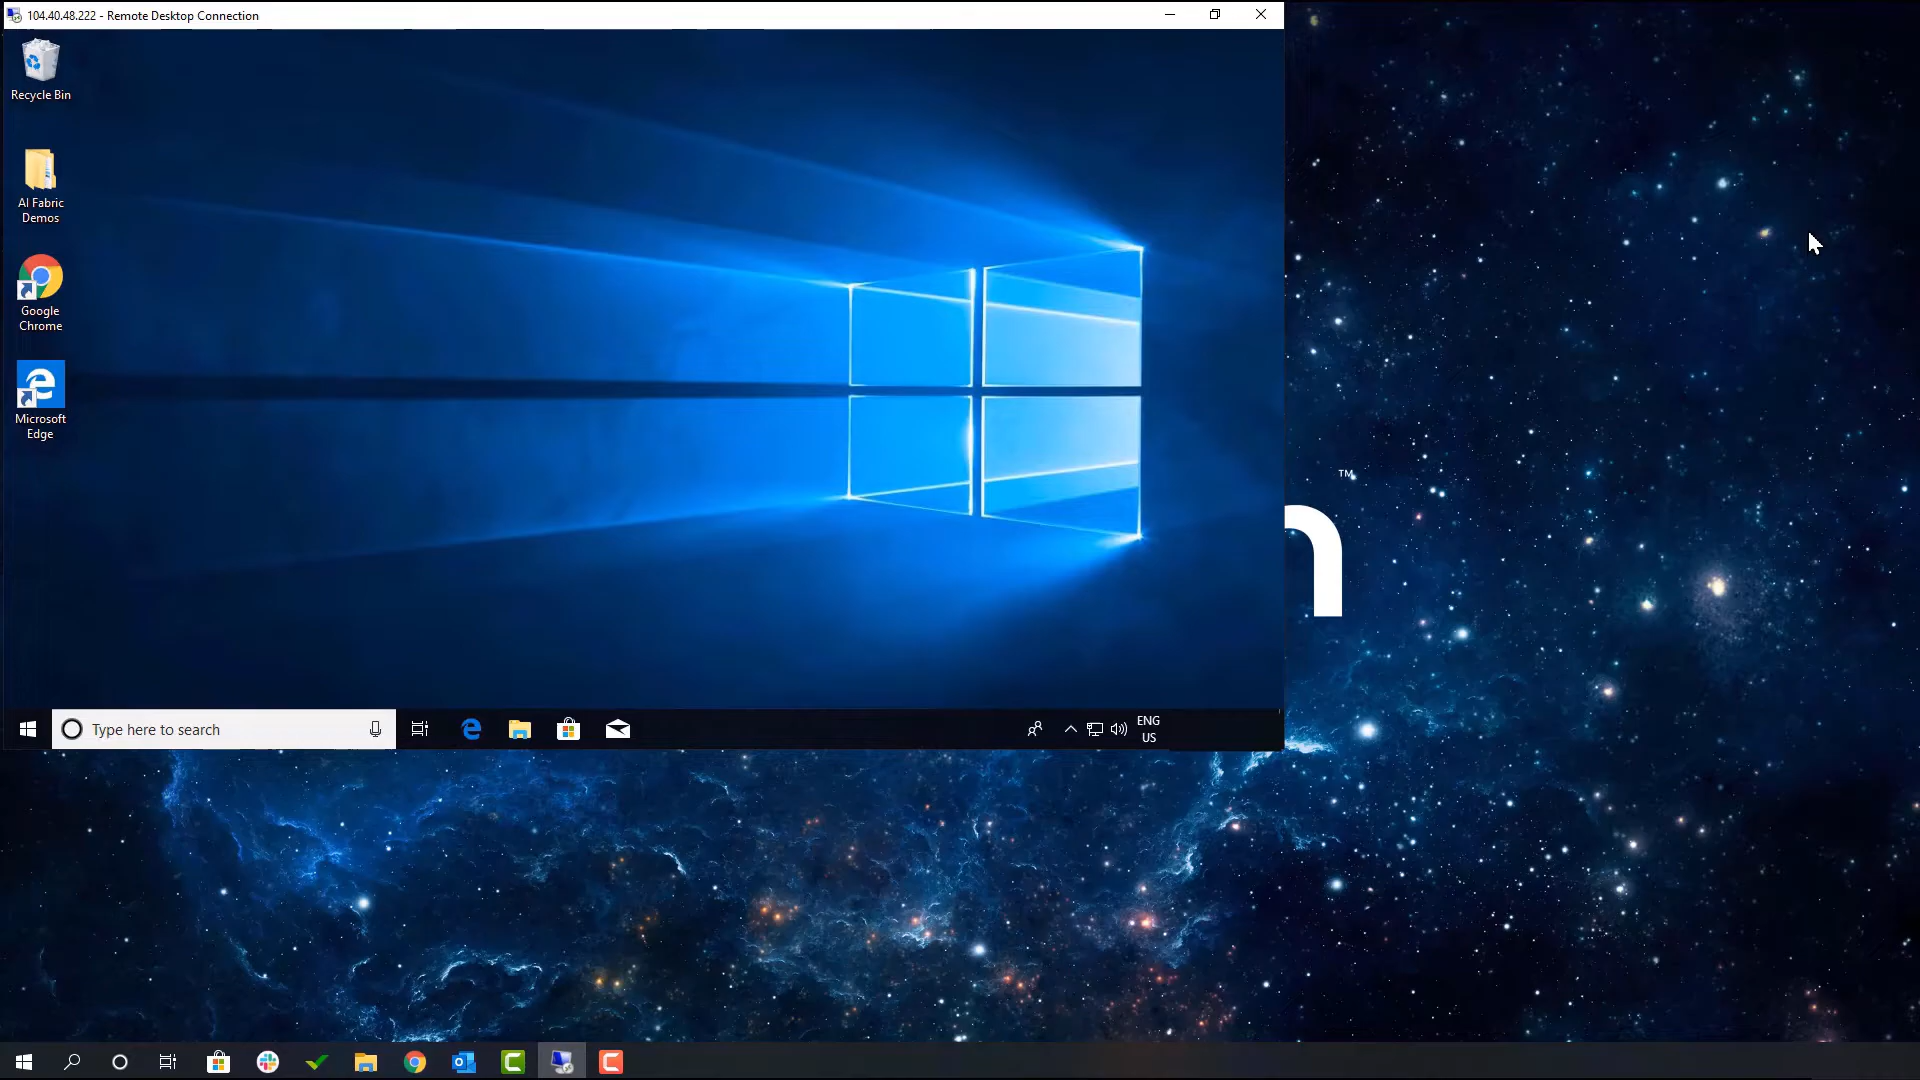 104.40.48.222 - Remote Desktop Connection
Recycle Bin
AI Fabric
Demos
Google
Chrome
Microsoft
Edge
TM
n
Type here to search
ENG
US